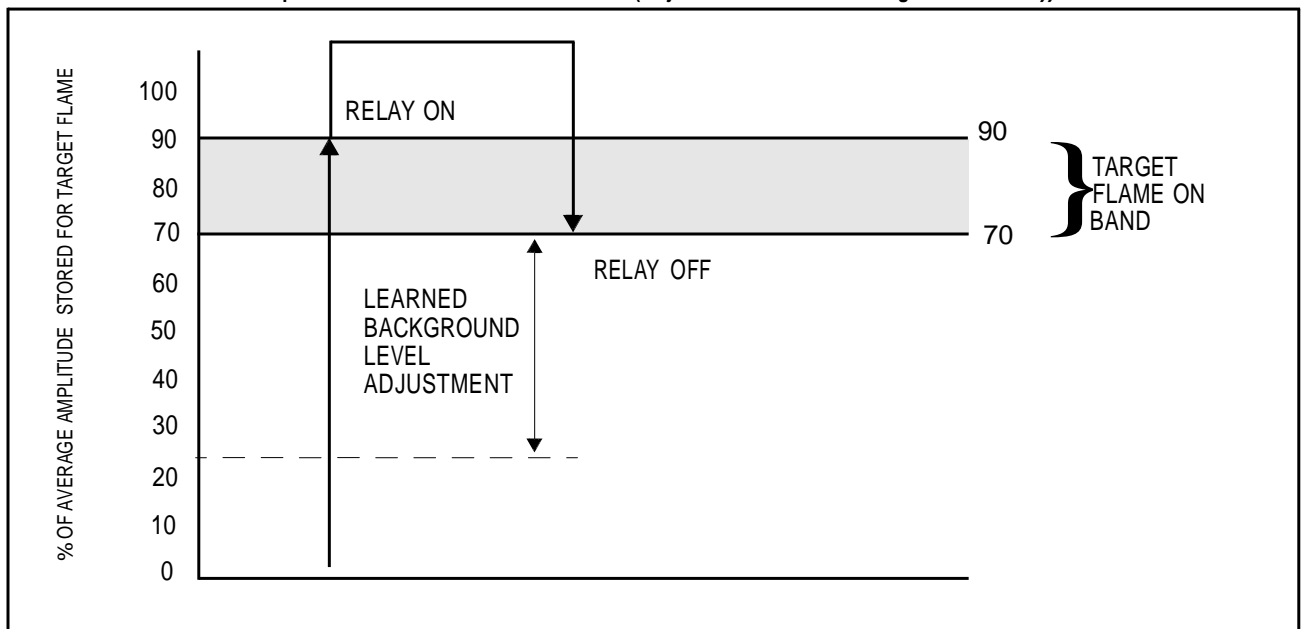 % OF AVERAGE AMPLITUDE STORED FOR TARGET FLAME
100
90
80
70
60
50
40
30
20
10
0
RELAY ON
RELAY OFF
LEARNED
BACKGROUND
LEVEL
ADJUSTMENT
90
70
TARGET
FLAME ON
BAND